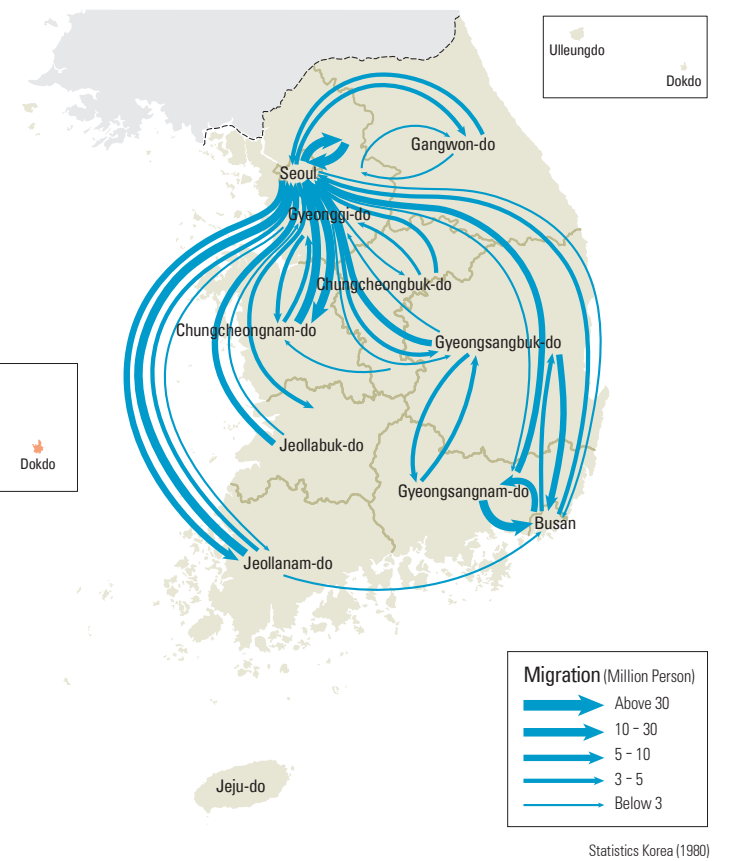 Ulleungdo
Dokdo
Gangwon-do
Seoul
Gyeonggi-do
Chungcheongbuk-do
Chungcheongnam-do
Gyeongsangbuk-do
Dokdo
Jeollabuk-do
Gyeongsangnam-do
Busan
Jeollanam-do
Jeju-do
Migration (Million Person)
Above 30
10 - 30
5 - 10
3 - 5
Below 3
Statistics Korea (1980)